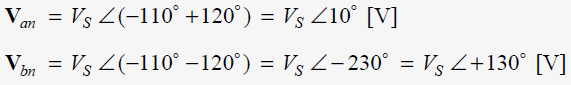 V_an = V_S ∠(−110° +120°) = V_S ∠10° [V]
V_bn = V_S ∠(−110° −120°) = V_S ∠−230° = V_S ∠+130° [V]